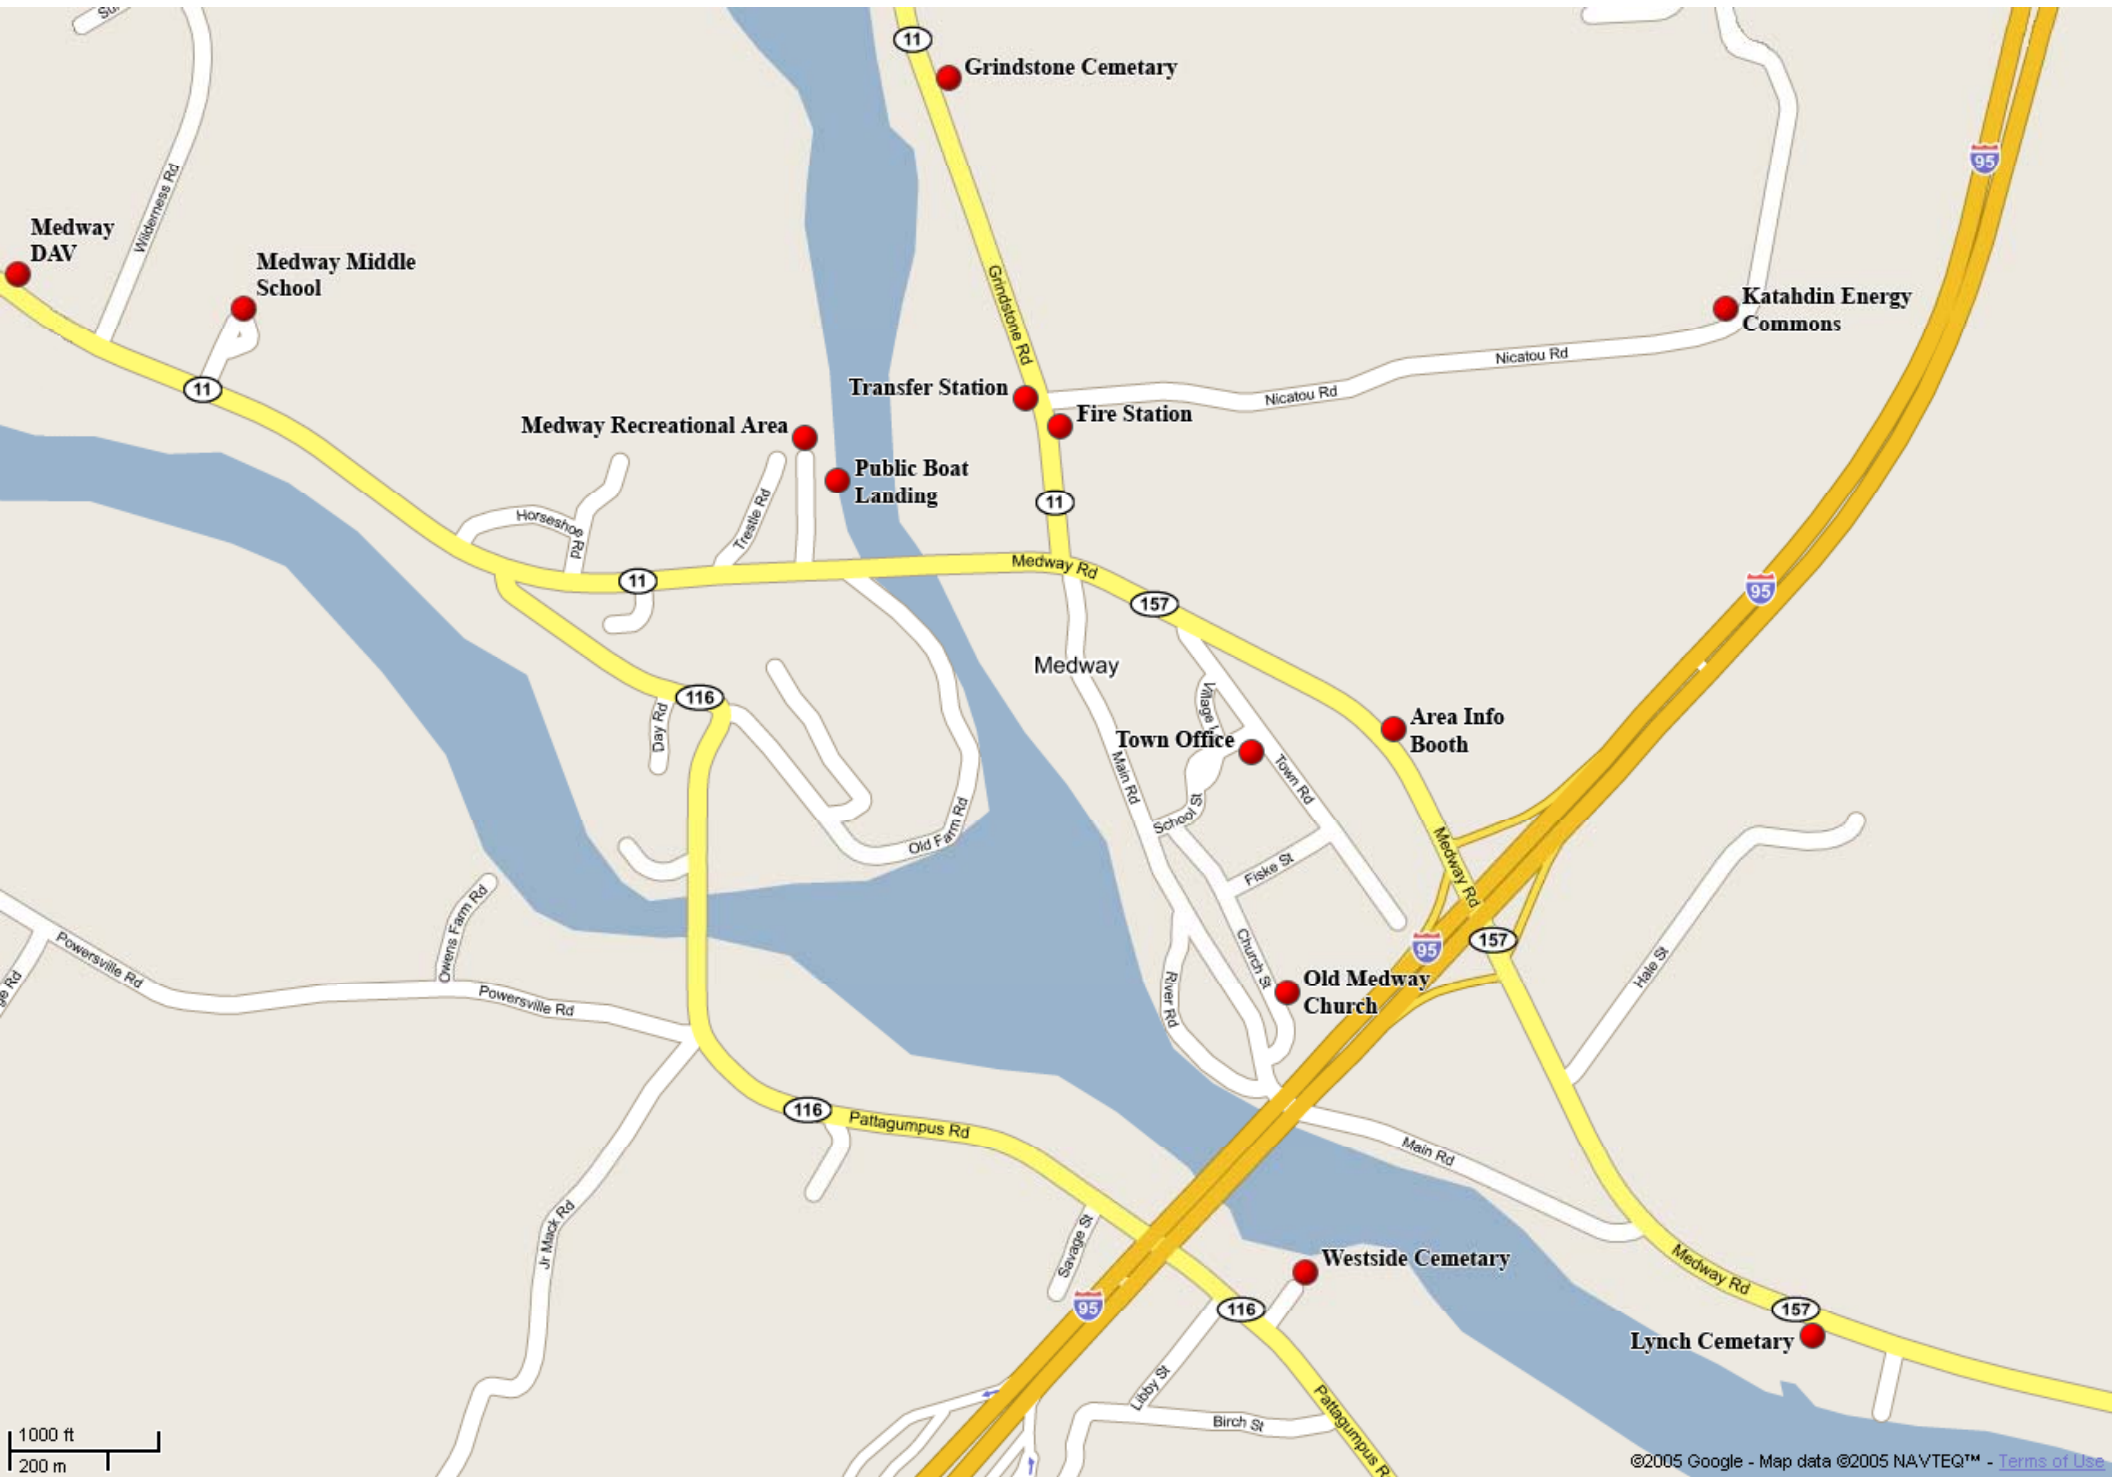 11
Grindstone Cemetary
95
Wilderness Rd
Medway
DAV
Medway Middle
School
Grindstone Rd
Katahdin Energy
Commons
Nicatou Rd
11
Transfer Station
Nicatou Rd
Fire Station
Medway Recreational Area
Public Boat
Landing
11
Horseshoe Rd
Trestle Rd
11
Medway Rd
157
95
Medway
116
Day Rd
Village
Area Info
Booth
Town Office
Main Rd
Town Rd
School St
Old Farm Rd
Medway Rd
Fiske St
Owens Farm Rd
Powersville Rd
Church St
95
157
Hale St
Powersville Rd
River Rd
Old Medway
Church
ge Rd
116
Pattagumpus Rd
Main Rd
Jr Mack Rd
Savage St
Westside Cemetary
Medway Rd
95
116
157
Lynch Cemetary
Libby St
Birch St
Pattagumpus R
1000 ft
200 m
©2005 Google - Map data ©2005 NAVTEQ™ - Terms of Use